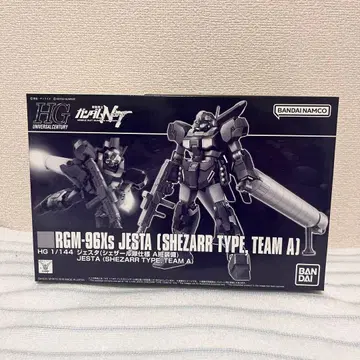 HG
UNIVERSAL CENTURY
ガンダムNT
BANDAI NAMCO
RGM-96Xs JESTA (SHEZARR TYPE, TEAM A)
HG 1/144 ジェスタ(シェザール隊仕様 A班装備)
JESTA (SHEZARR TYPE, TEAM A)
BAN
DAI